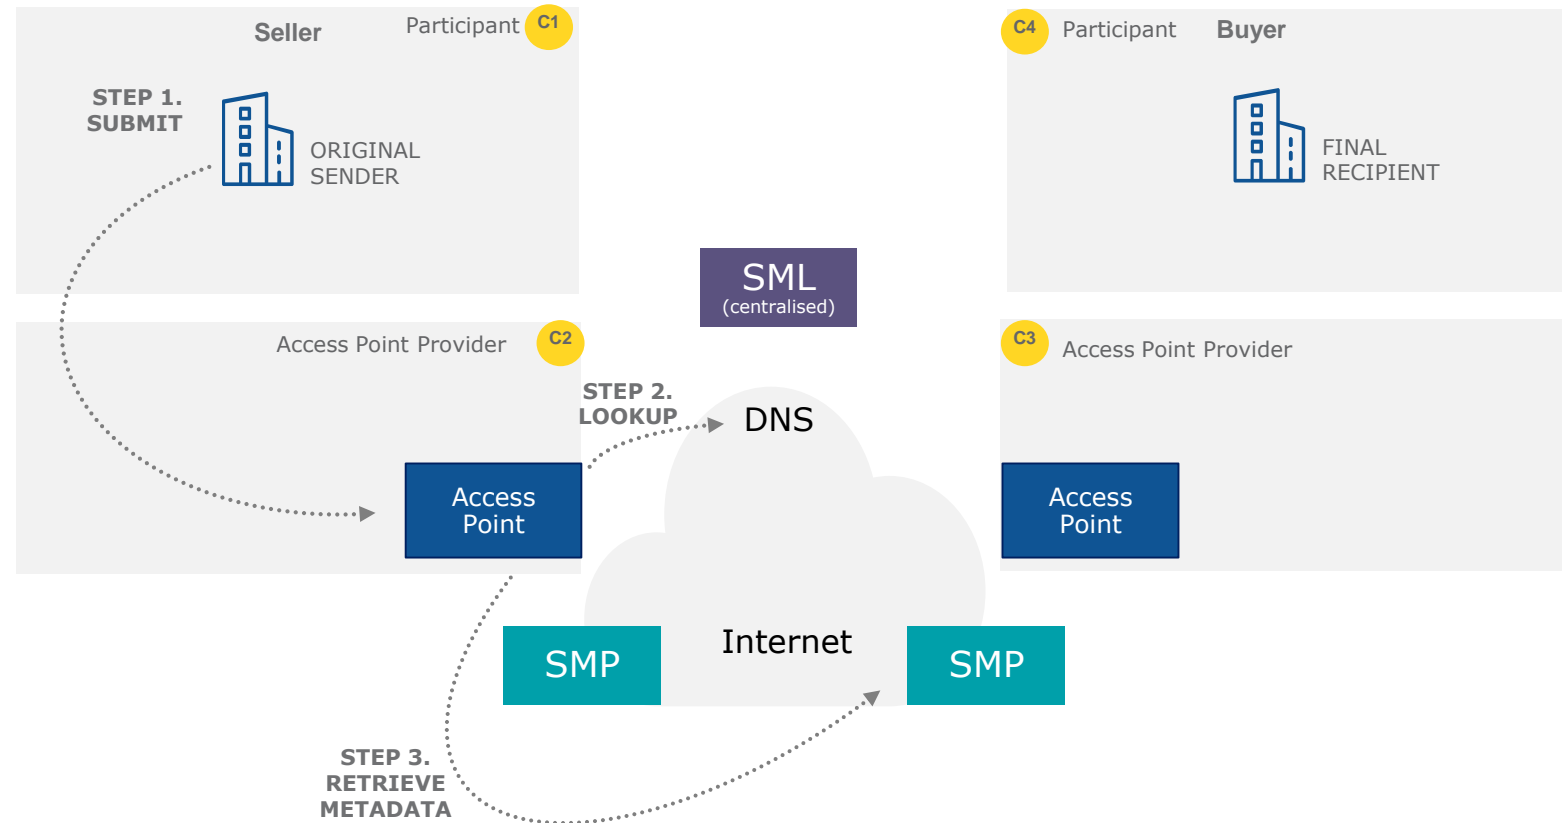 Seller
Participant
C1
STEP 1.
SUBMIT
ORIGINAL
SENDER
C4
Participant
Buyer
FINAL
RECIPIENT
SML
(centralised)
Access Point Provider
C2
C3
Access Point Provider
STEP 2.
LOOKUP
DNS
Access
Point
Access
Point
Internet
SMP
SMP
STEP 3.
RETRIEVE
METADATA